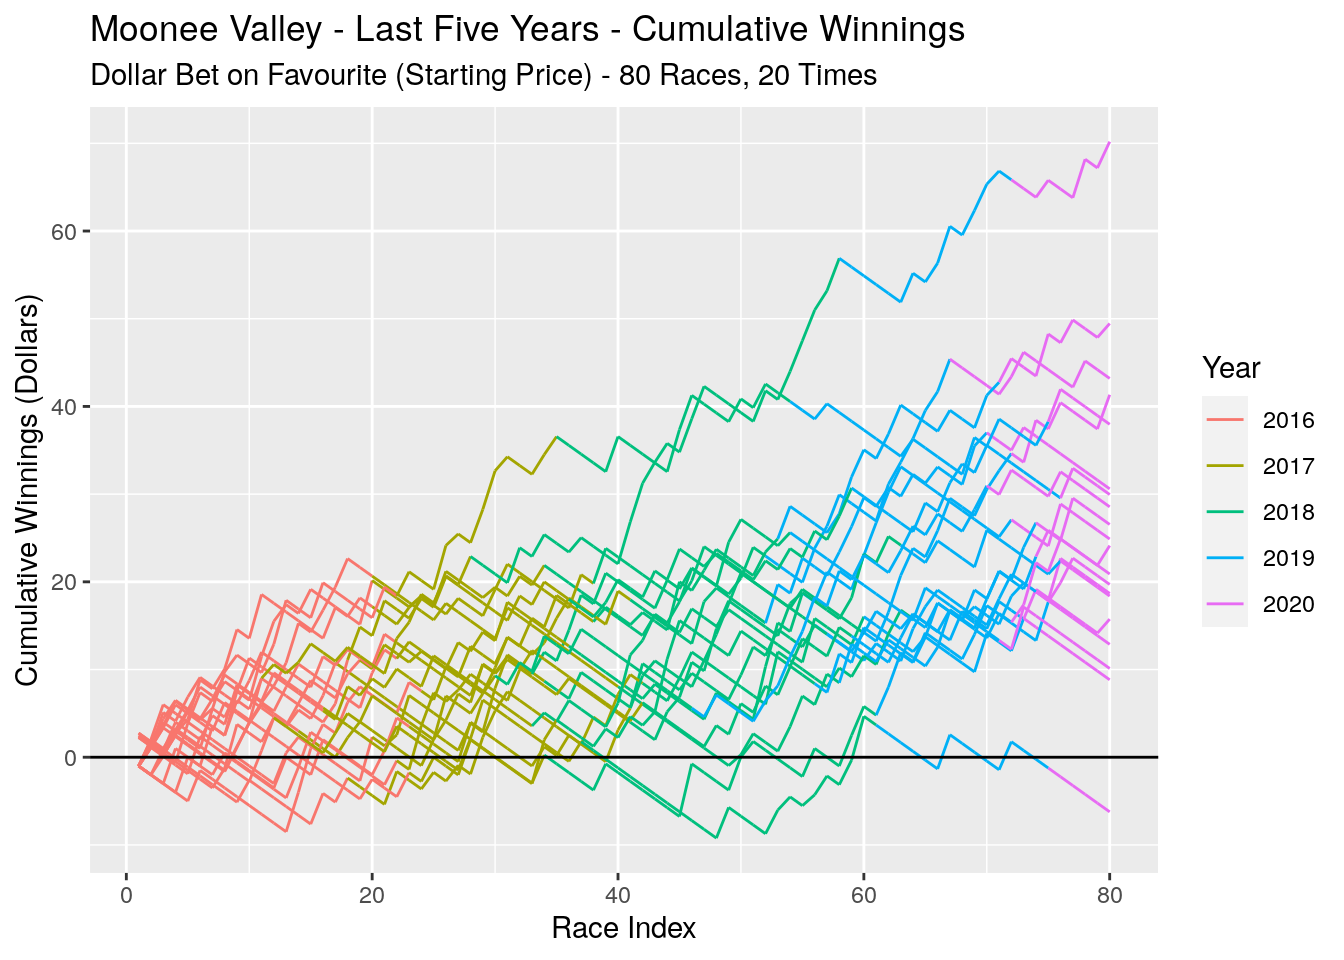 Moonee Valley - Last Five Years - Cumulative Winnings
Dollar Bet on Favourite (Starting Price) - 80 Races, 20 Times
Cumulative Winnings (Dollars)
60
40
20
0
0 20 40 60 80
Race Index
Year
2016
2017
2018
2019
2020